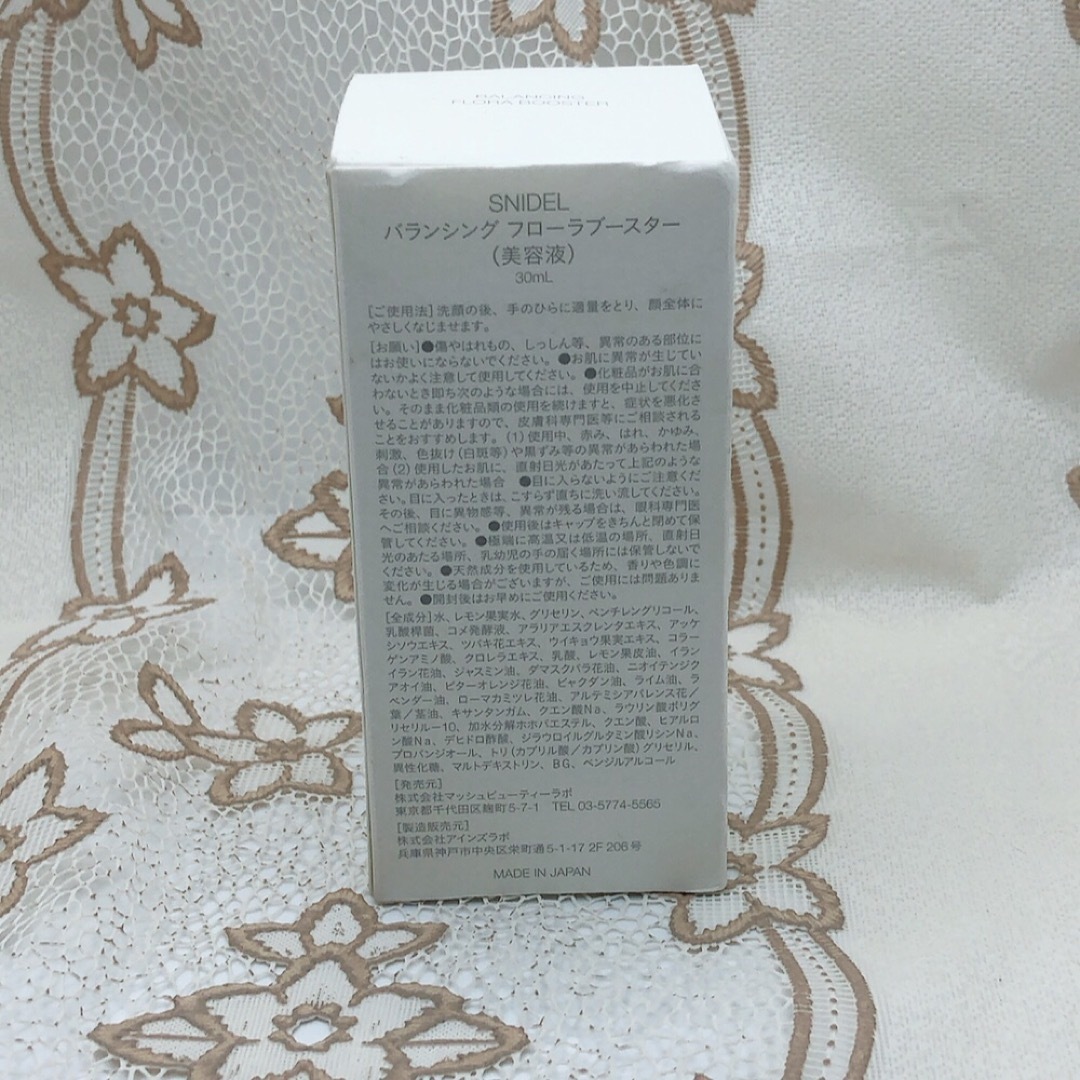 BALANCING
FLORA BOOSTER
SNIDEL
バランシング フローラブースター
(美容液)
30mL
[ご使用法]洗顔の後、手のひらに適量をとり、顔全体に
やさしくなじませます。
[お願い]●傷やはれもの、しっしん等、異常のある部位に
はお使いにならないでください。●お肌に異常が生じてい
ないかよく注意して使用してください。●化粧品がお肌に合
わないとき即ち次のような場合には、使用を中止してくださ
い。そのまま化粧品類の使用を続けますと、症状を悪化さ
せることがありますので、皮膚科専門医等にご相談される
ことをおすすめします。(1)使用中、赤み、はれ、かゆみ、
刺激、色抜け(白斑等)や黒ずみ等の異常があらわれた場
合(2)使用したお肌に、直射日光があたって上記のような
異常があらわれた場合 ●目に入らないようにご注意くだ
さい。目に入ったときは、こすらず直ちに洗い流してください。
その後、目に異物感等、異常が残る場合は、眼科専門医
へご相談ください。●使用後はキャップをきちんと閉めて保
管してください。●極端に高温又は低温の場所、直射日
光のあたる場所、乳幼児の手の届く場所には保管しないで
ください。●天然成分を使用しているため、香りや色調に
変化が生じる場合がございますが、ご使用には問題ありま
せん。●開封後はお早めにご使用ください。
[全成分]水、レモン果実水、グリセリン、ペンチレングリコール、
乳酸桿菌、コメ発酵液、アラリアエスクレンタエキス、アッケ
シソウエキス、ツバキ花エキス、ウイキョウ果実エキス、コラー
ゲンアミノ酸、クロレラエキス、乳酸、レモン果皮油、イラン
イラン花油、ジャスミン油、ダマスクバラ花油、ニオイテンジク
アオイ油、ビターオレンジ花油、ビャクダン油、ライム油、ラ
ベンダー油、ローマカミツレ花油、アルテミシアパレンス花/
葉/茎油、キサンタンガム、クエン酸Na、ラウリン酸ポリグ
リセリル-10、加水分解ホホバエステル、クエン酸、ヒアルロ
ン酸Na、デヒドロ酢酸、ジラウロイルグルタミン酸リシンNa、
プロパンジオール、トリ(カプリル酸/カプリン酸)グリセリル、
異性化糖、マルトデキストリン、BG、ベンジルアルコール
[発売元]
株式会社マッシュビューティーラボ
東京都千代田区麹町5-7-1 TEL 03-5774-5565
[製造販売元]
株式会社アインズラボ
兵庫県神戸市中央区栄町通5-1-17 2F 206号
MADE IN JAPAN